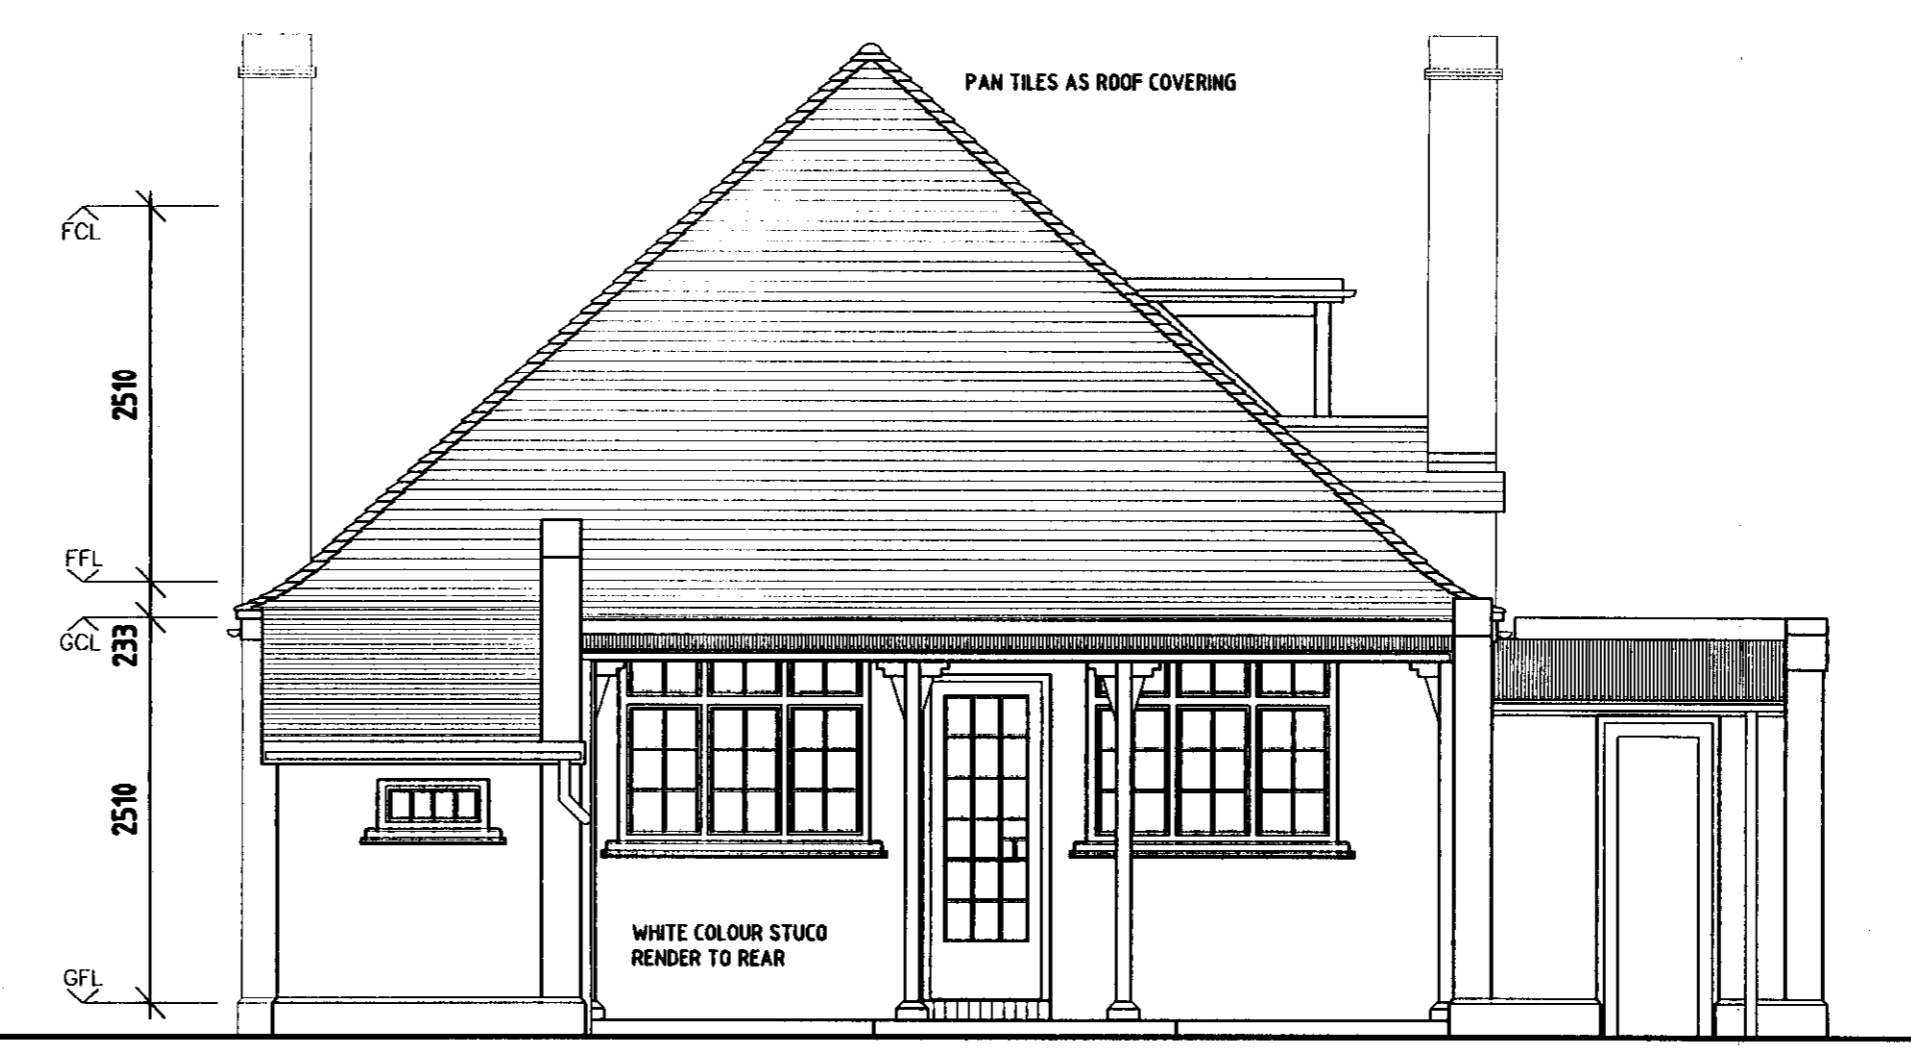 PAN TILES AS ROOF COVERING
FCL
2510
FFL
GCL
233
2510
WHITE COLOUR STUCO
RENDER TO REAR
GFL